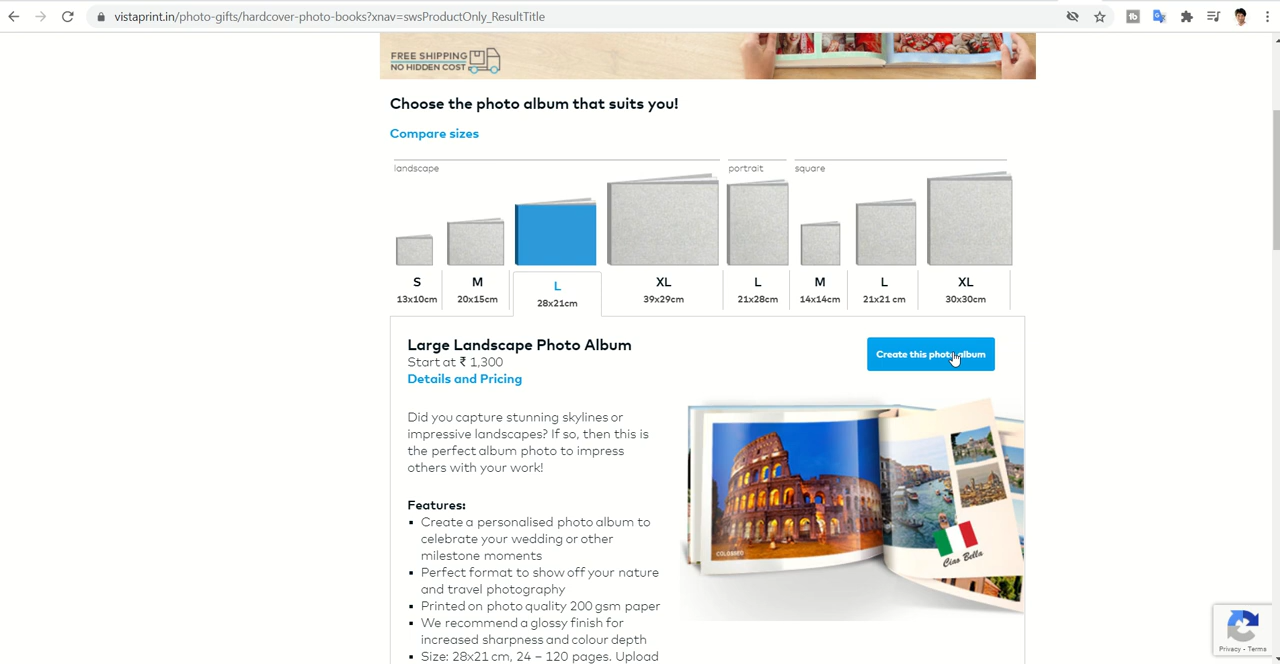 vistaprint.in/photo-gifts/hardcover-photo-books?xnav=swsProductOnly_ResultTitle
FREE SHIPPING
NO HIDDEN COST
Choose the photo album that suits you!
Compare sizes
landscape portrait square
S M L XL L M L XL
13x10cm 20x15cm 28x21cm 39x29cm 21x28cm 14x14cm 21x21 cm 30x30cm
Large Landscape Photo Album
Create this photo album
Start at ₹ 1,300
Details and Pricing
Did you capture stunning skylines or
impressive landscapes? If so, then this is
the perfect album photo to impress
others with your work!
Features:
▪ Create a personalised photo album to
celebrate your wedding or other
milestone moments
▪ Perfect format to show off your nature
and travel photography
▪ Printed on photo quality 200 gsm paper
▪ We recommend a glossy finish for
increased sharpness and colour depth
▪ Size: 28x21 cm, 24 – 120 pages. Upload
COLOSSEO
Ciao Bella
Privacy - Terms